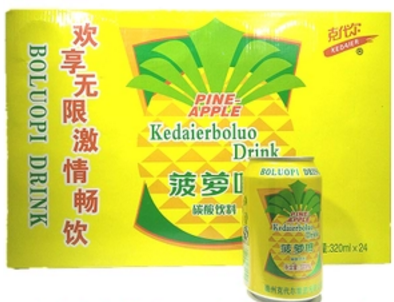 欢享无限激情畅饮
BOLUOPI DRINK
克代尔
KEDAIER
®
PINE-
APPLE
Kedaierboluo
Drink
菠萝啤
碳酸饮料
量:320ml×24
BOLUOPI DRINK
PINE-
APPLE
Kedaierboluo
Drink
菠萝啤